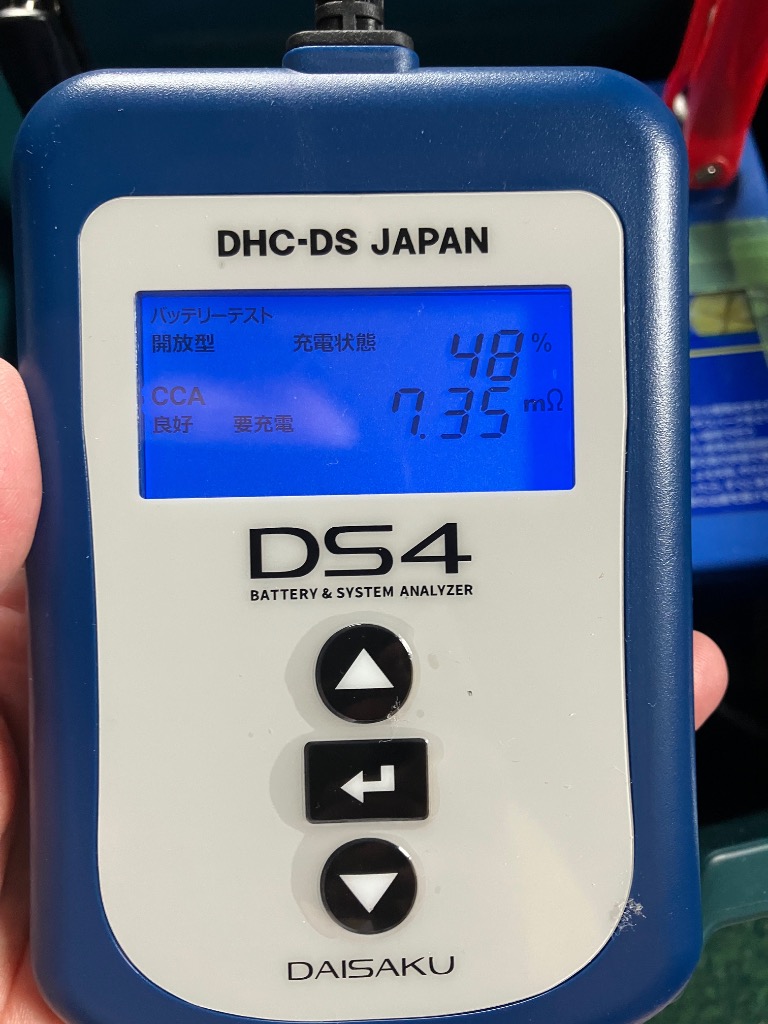 DHC-DS JAPAN
バッテリーテスト
開放型 充電状態 48 %
CCA 7.35 mΩ
良好 要充電
DS4
BATTERY & SYSTEM ANALYZER
DAISAKU